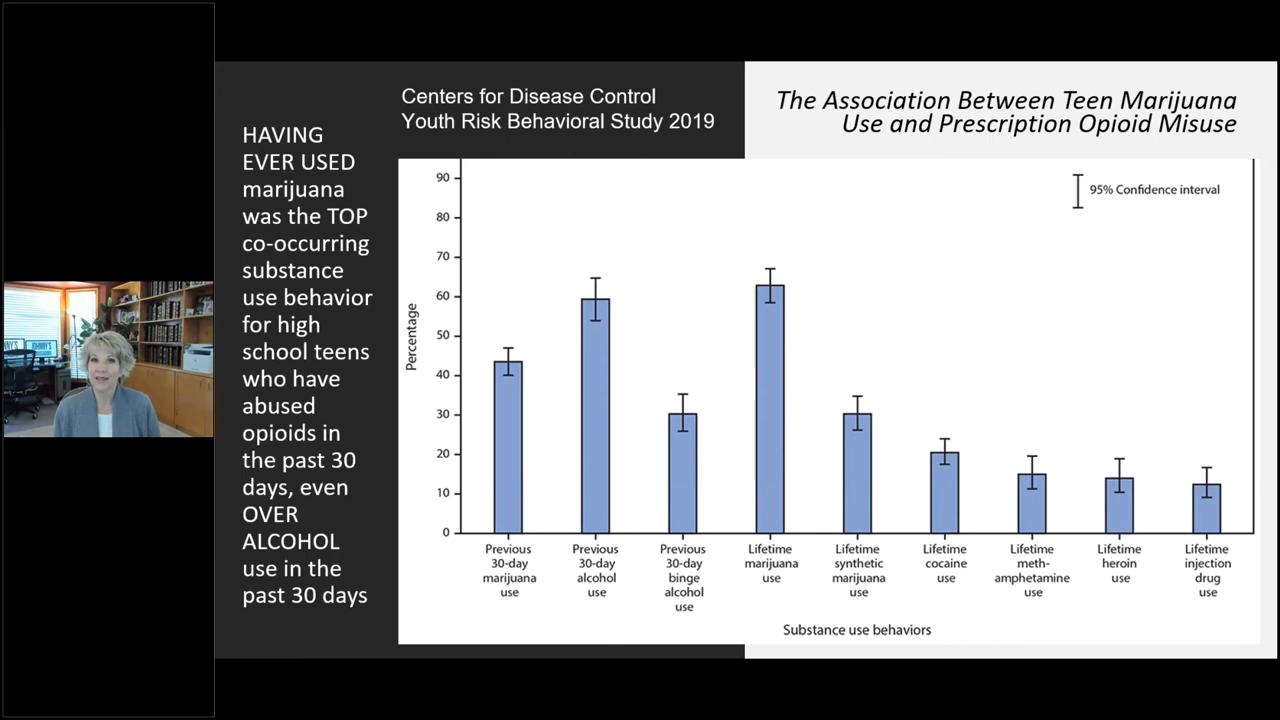 HAVING
EVER USED
marijuana
was the TOP
co-occurring
substance
use behavior
for high
school teens
who have
abused
opioids in
the past 30
days, even
OVER
ALCOHOL
use in the
past 30 days
Centers for Disease Control
Youth Risk Behavioral Study 2019
The Association Between Teen Marijuana
Use and Prescription Opioid Misuse
95% Confidence interval
Percentage
90
80
70
60
50
40
30
20
10
0
Previous
30-day
marijuana
use
Previous
30-day
alcohol
use
Previous
30-day
binge
alcohol
use
Lifetime
marijuana
use
Lifetime
synthetic
marijuana
use
Lifetime
cocaine
use
Lifetime
meth-
amphetamine
use
Lifetime
heroin
use
Lifetime
injection
drug
use
Substance use behaviors